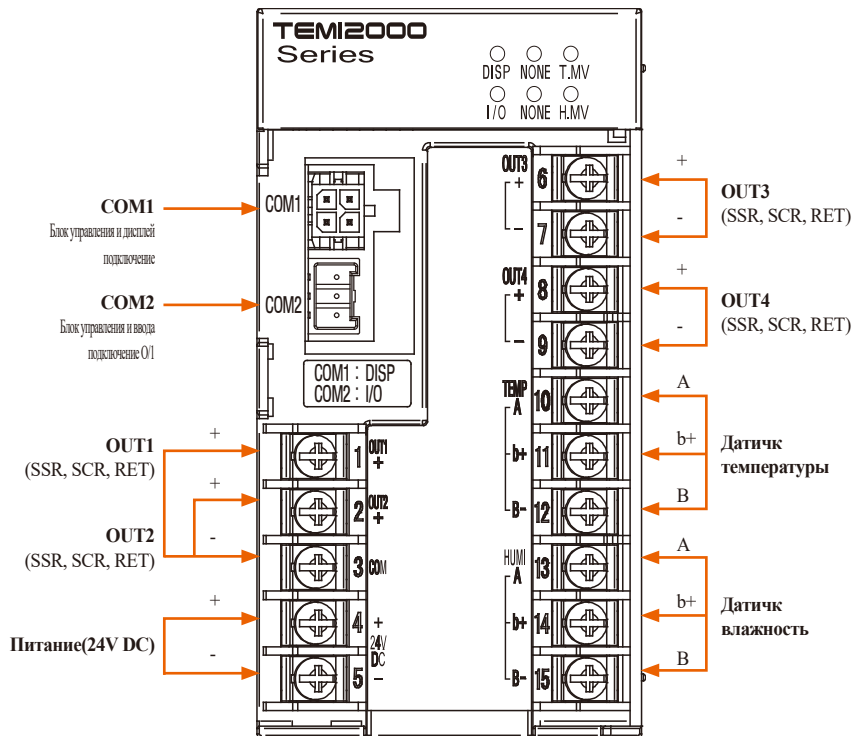 TEMI2000
Series
DISP NONE T.MV
I/O NONE H.MV
COM1
Блок управления и дисплей
подключение
COM2
Блок управления и ввода
подключение O/I
COM1
COM2
COM1 : DISP
COM2 : I/O
OUT1
(SSR, SCR, RET)
+
OUT2
(SSR, SCR, RET)
+
-
Питание(24V DC)
+
-
1 OUT1
+
2 OUT2
+
3 COM
4 +
24V
DC
5 −
OUT3
+ 6
− 7
OUT4
+ 8
− 9
TEMP
A 10
-b+ 11
B- 12
HUMI
A 13
-b+ 14
B- 15
+
-
OUT3
(SSR, SCR, RET)
+
-
OUT4
(SSR, SCR, RET)
A
b+
B
Датичк
температуры
A
b+
B
Датичк
влажность